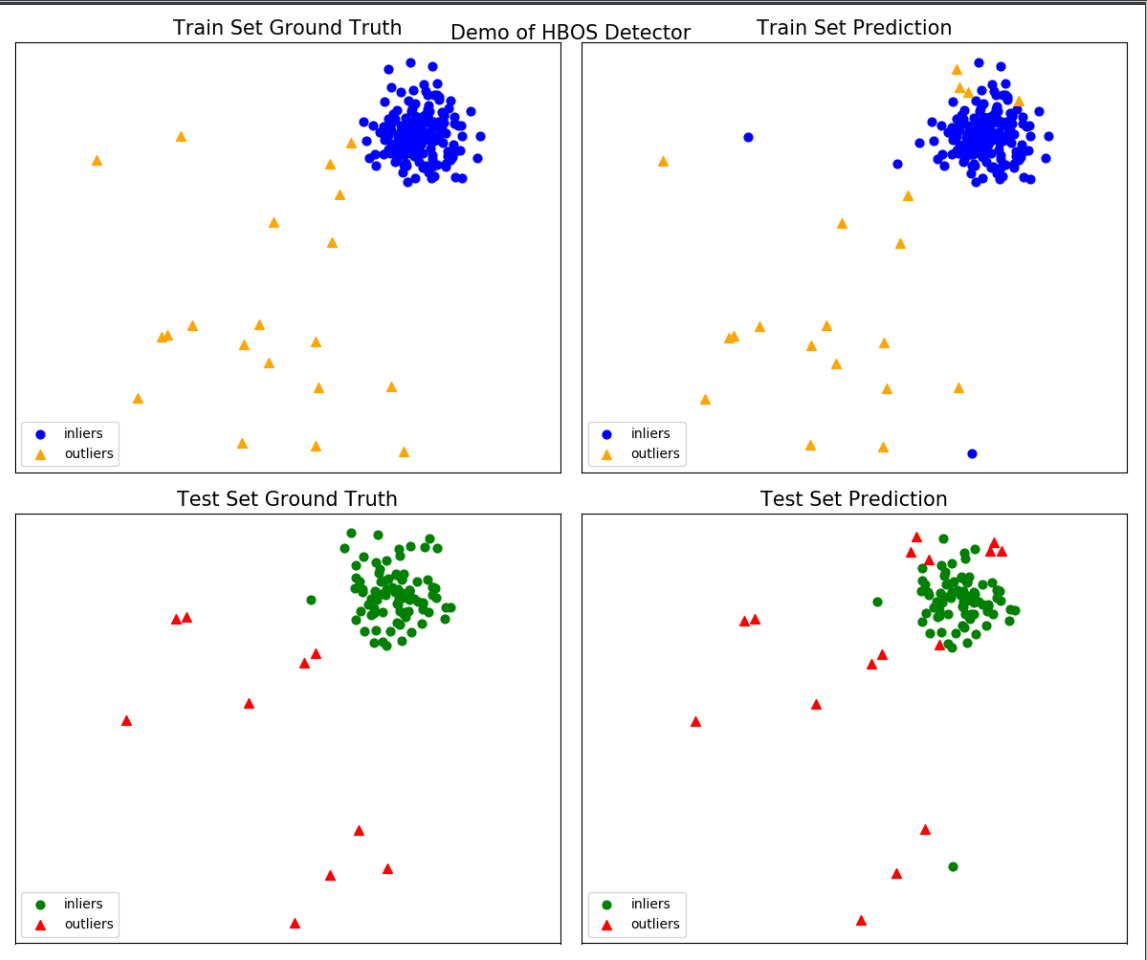 Demo of HBOS Detector
Train Set Ground Truth
Train Set Prediction
inliers
outliers
inliers
outliers
Test Set Ground Truth
Test Set Prediction
inliers
outliers
inliers
outliers